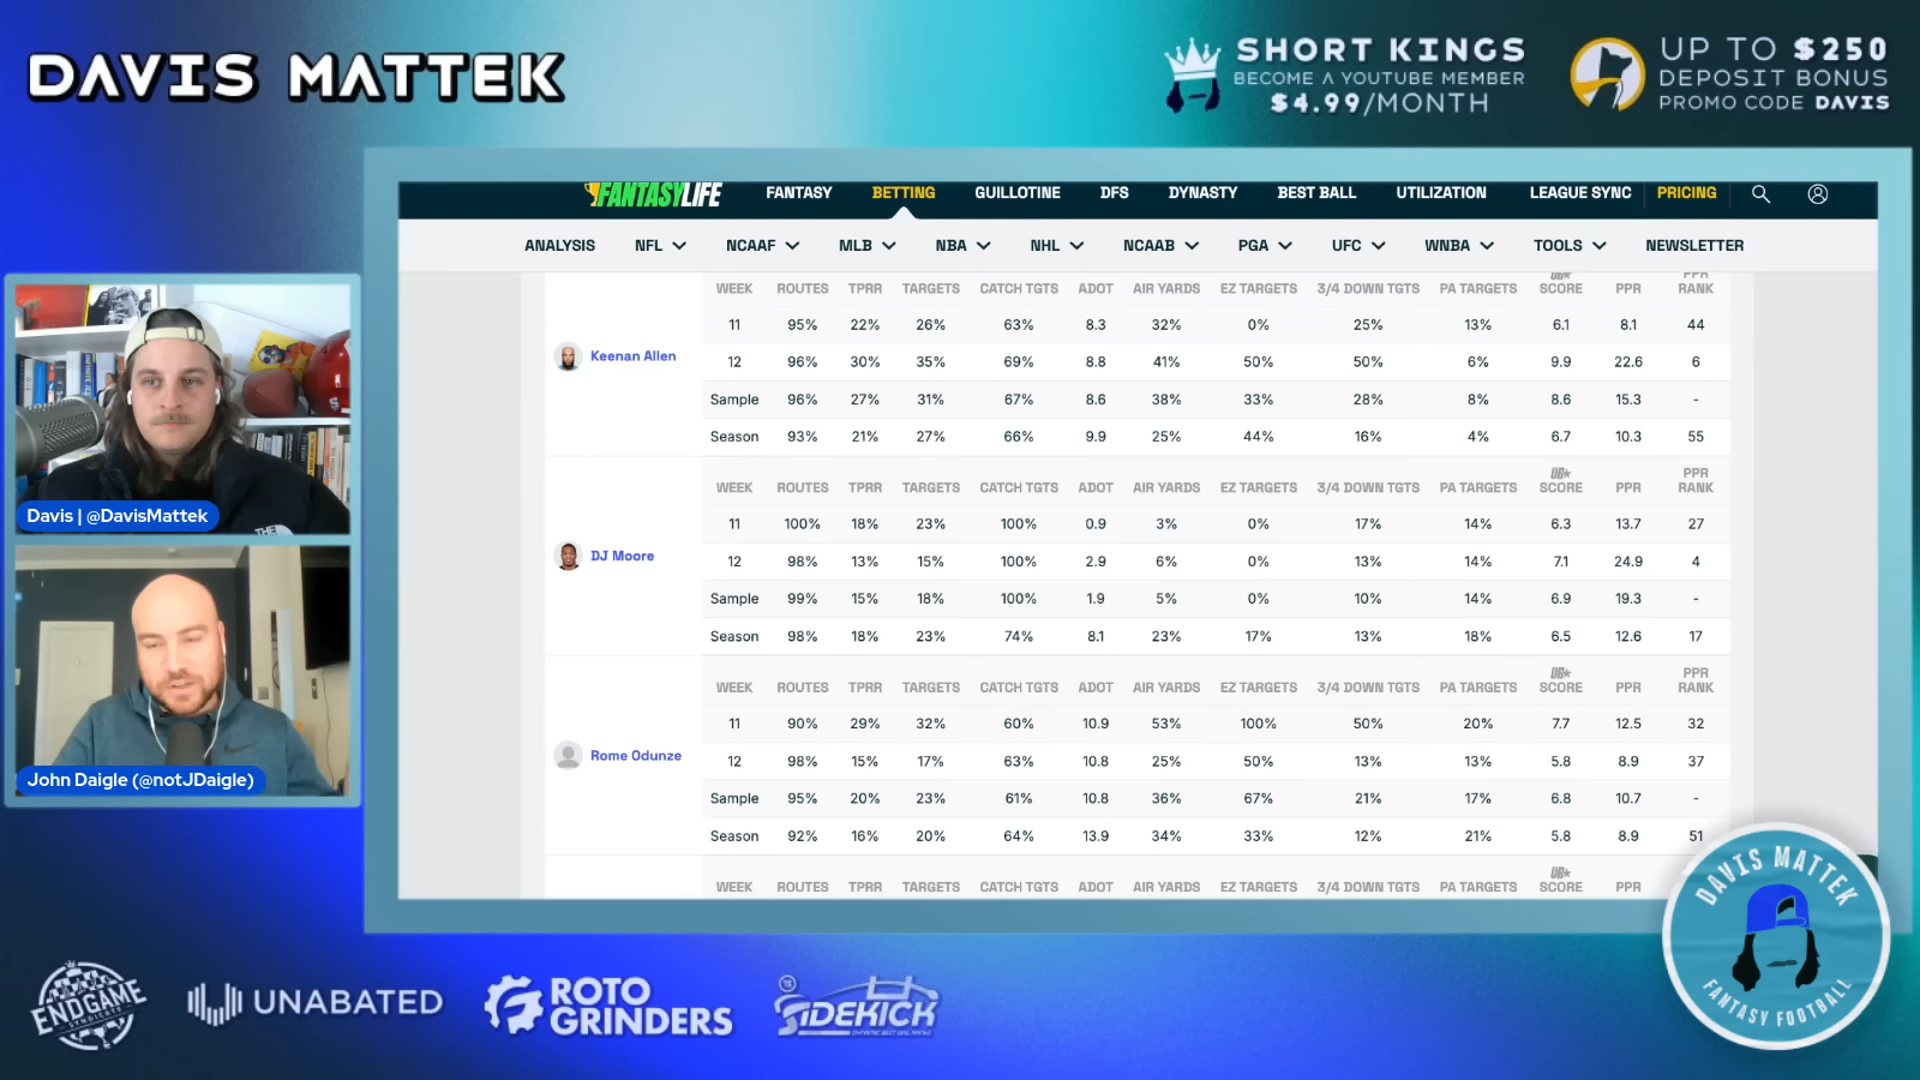 DAVIS MATTEK
SHORT KINGS
BECOME A YOUTUBE MEMBER
$4.99/MONTH
UP TO $250
DEPOSIT BONUS
PROMO CODE DAVIS
FANTASYLIFE FANTASY BETTING GUILLOTINE DFS DYNASTY BEST BALL UTILIZATION LEAGUE SYNC PRICING
ANALYSIS NFL NCAAF MLB NBA NHL NCAAB PGA UFC WNBA TOOLS NEWSLETTER
WEEK ROUTES TPRR TARGETS CATCH TGTS ADOT AIR YARDS EZ TARGETS 3/4 DOWN TGTS PA TARGETS UG SCORE PPR PPR RANK
11 95% 22% 26% 63% 8.3 32% 0% 25% 13% 6.1 8.1 44
Keenan Allen
12 96% 30% 35% 69% 8.8 41% 50% 50% 6% 9.9 22.6 6
Sample 96% 27% 31% 67% 8.6 38% 33% 28% 8% 8.6 15.3 -
Season 93% 21% 27% 66% 9.9 25% 44% 16% 4% 6.7 10.3 55
WEEK ROUTES TPRR TARGETS CATCH TGTS ADOT AIR YARDS EZ TARGETS 3/4 DOWN TGTS PA TARGETS UG SCORE PPR PPR RANK
11 100% 18% 23% 100% 0.9 3% 0% 17% 14% 6.3 13.7 27
DJ Moore
12 98% 13% 15% 100% 2.9 6% 0% 13% 14% 7.1 24.9 4
Sample 99% 15% 18% 100% 1.9 5% 0% 10% 14% 6.9 19.3 -
Season 98% 18% 23% 74% 8.1 23% 17% 13% 18% 6.5 12.6 17
WEEK ROUTES TPRR TARGETS CATCH TGTS ADOT AIR YARDS EZ TARGETS 3/4 DOWN TGTS PA TARGETS UG SCORE PPR PPR RANK
11 90% 29% 32% 60% 10.9 53% 100% 50% 20% 7.7 12.5 32
Rome Odunze
12 98% 15% 17% 63% 10.8 25% 50% 13% 13% 5.8 8.9 37
Sample 95% 20% 23% 61% 10.8 36% 67% 21% 17% 6.8 10.7 -
Season 92% 16% 20% 64% 13.9 34% 33% 12% 21% 5.8 8.9 51
WEEK ROUTES TPRR TARGETS CATCH TGTS ADOT AIR YARDS EZ TARGETS 3/4 DOWN TGTS PA TARGETS UG SCORE PPR
Davis | @DavisMattek
THE
John Daigle (@notJDaigle)
DAVIS MATTEK
FANTASY FOOTBALL
ENDGAME
SYNDICATE
UNABATED
ROTO
GRINDERS
SIDEKICK